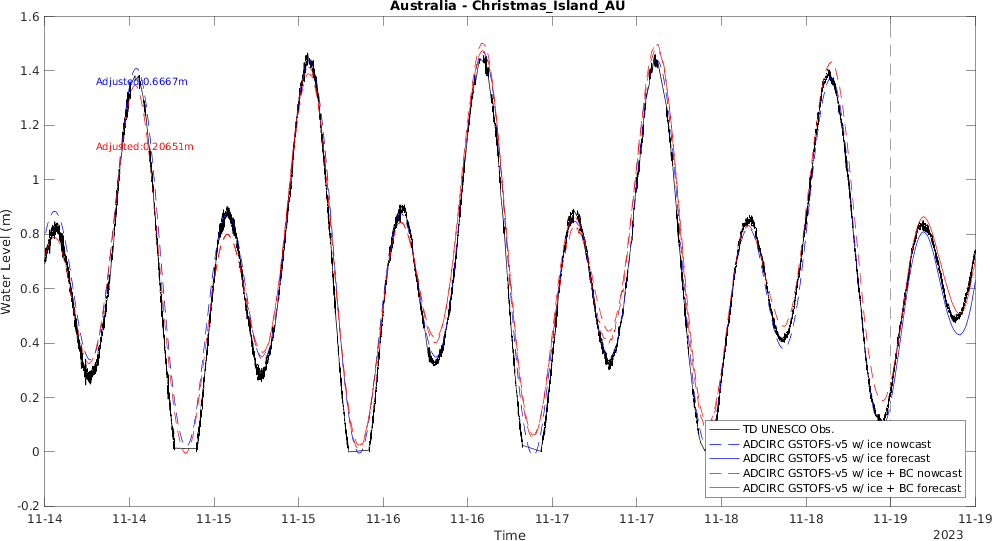 Australia - Christmas_Island_AU
1.6
1.4
1.2
1
0.8
0.6
0.4
0.2
0
-0.2
Water Level (m)
Adjusted:0.6667m
Adjusted:0.20651m
TD UNESCO Obs.
ADCIRC GSTOFS-v5 w/ ice nowcast
ADCIRC GSTOFS-v5 w/ ice forecast
ADCIRC GSTOFS-v5 w/ ice + BC nowcast
ADCIRC GSTOFS-v5 w/ ice + BC forecast
11-14 11-14 11-15 11-15 11-16 11-16 11-17 11-17 11-18 11-18 11-19 11-19
Time
2023